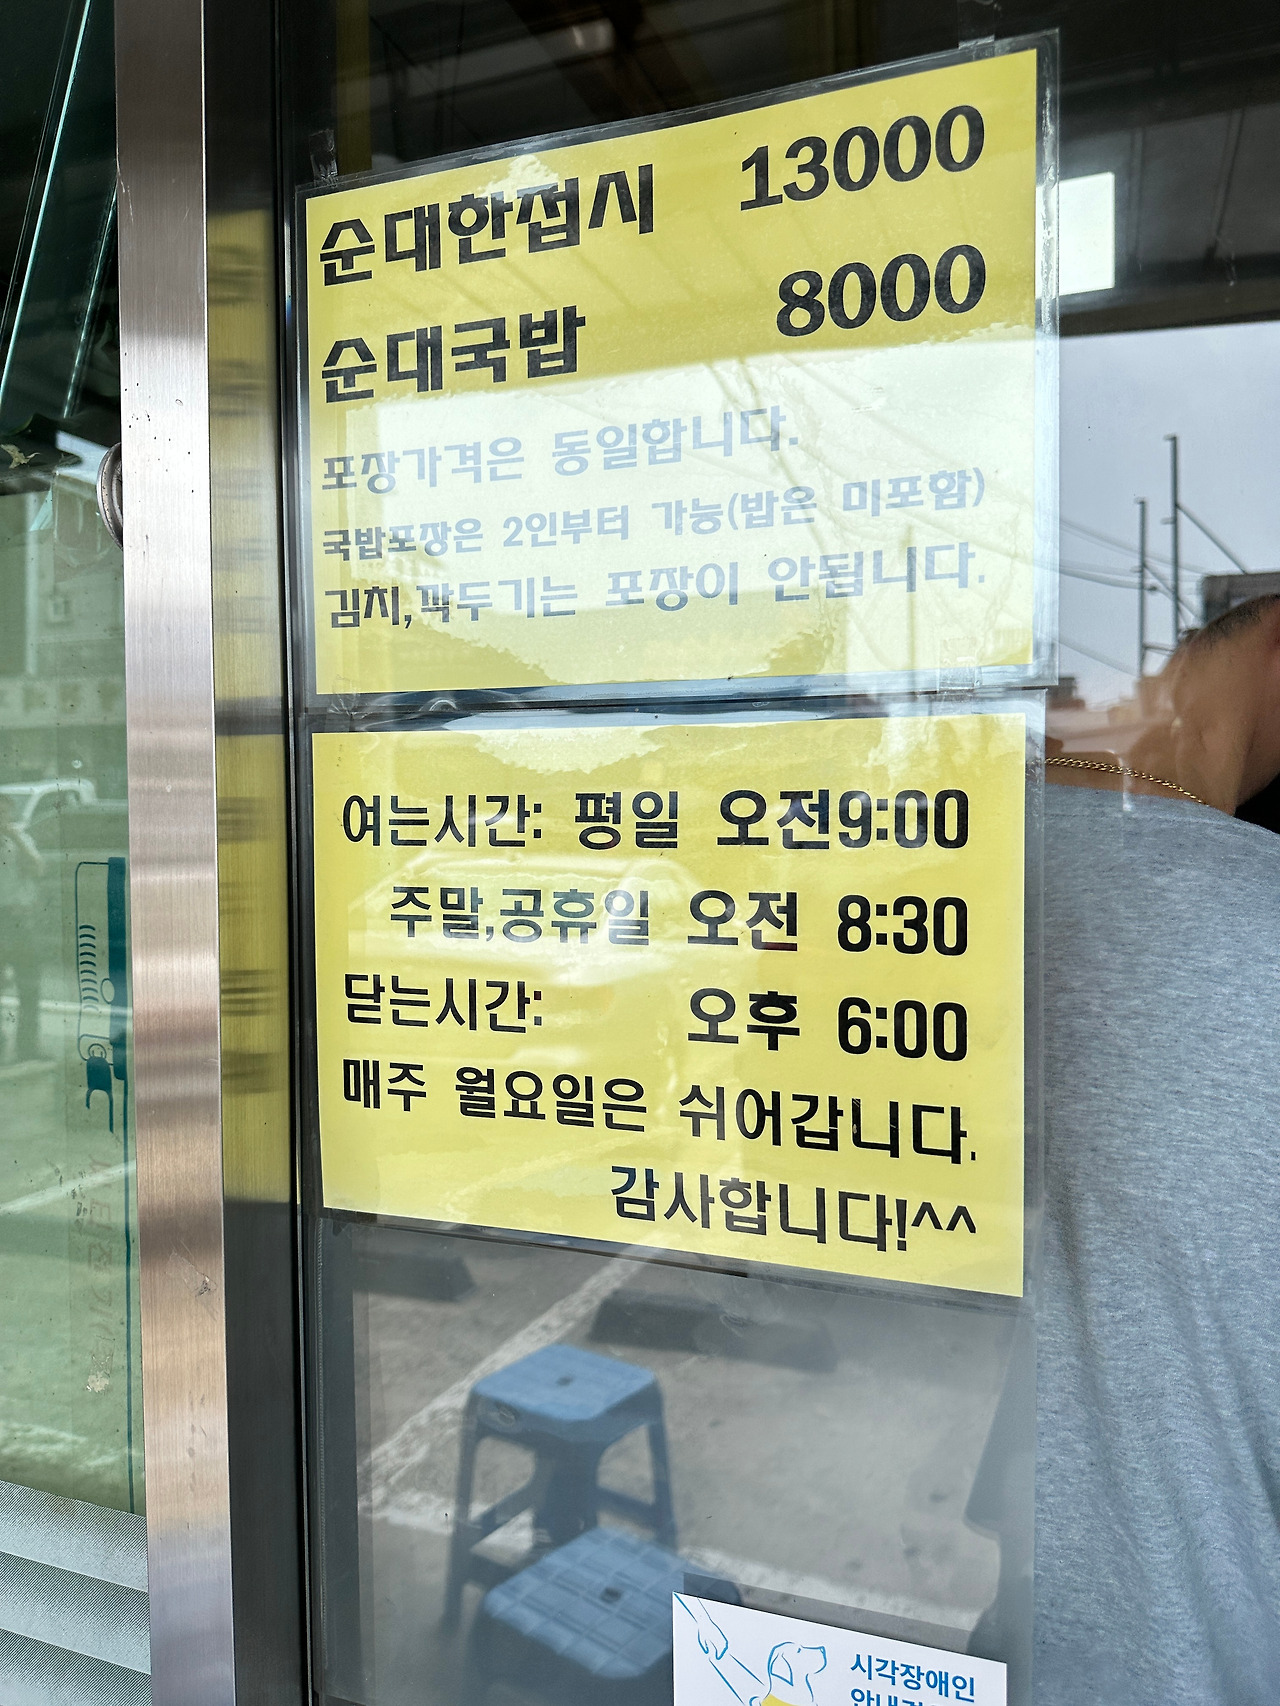 순대한접시 13000
순대국밥 8000
포장가격은 동일합니다.
국밥포장은 2인부터 가능(밥은 미포함)
김치,깍두기는 포장이 안됩니다.
여는시간: 평일 오전9:00
주말,공휴일 오전 8:30
닫는시간: 오후 6:00
매주 월요일은 쉬어갑니다.
감사합니다!^^
시각장애인